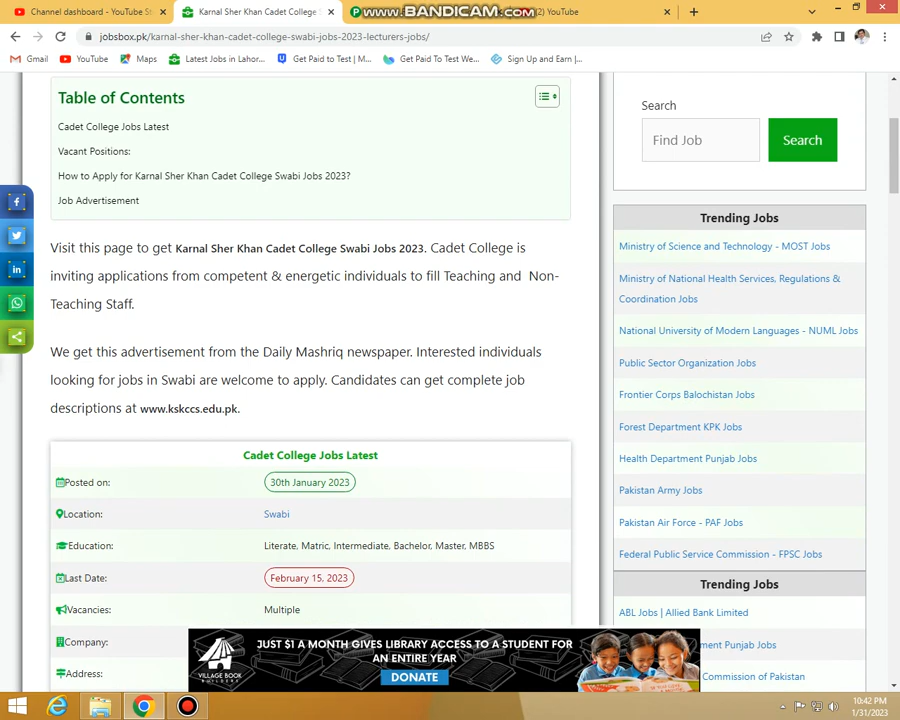 Channel dashboard - YouTube St
Karnal Sher Khan Cadet College
www.BANDICAM.com
(2) YouTube
jobsbox.pk/karnal-sher-khan-cadet-college-swabi-jobs-2023-lecturers-jobs/
Gmail
YouTube
Maps
Latest Jobs in Lahor...
Get Paid to Test | M...
Get Paid To Test We...
Sign Up and Earn |...
Table of Contents
Cadet College Jobs Latest
Vacant Positions:
How to Apply for Karnal Sher Khan Cadet College Swabi Jobs 2023?
Job Advertisement
Visit this page to get Karnal Sher Khan Cadet College Swabi Jobs 2023. Cadet College is
inviting applications from competent & energetic individuals to fill Teaching and Non-
Teaching Staff.
We get this advertisement from the Daily Mashriq newspaper. Interested individuals
looking for jobs in Swabi are welcome to apply. Candidates can get complete job
descriptions at www.kskccs.edu.pk.
Cadet College Jobs Latest
Posted on: 30th January 2023
Location: Swabi
Education: Literate, Matric, Intermediate, Bachelor, Master, MBBS
Last Date: February 15, 2023
Vacancies: Multiple
Company:
Address:
Search
Find Job
Search
Trending Jobs
Ministry of Science and Technology - MOST Jobs
Ministry of National Health Services, Regulations &
Coordination Jobs
National University of Modern Languages - NUML Jobs
Public Sector Organization Jobs
Frontier Corps Balochistan Jobs
Forest Department KPK Jobs
Health Department Punjab Jobs
Pakistan Army Jobs
Pakistan Air Force - PAF Jobs
Federal Public Service Commission - FPSC Jobs
Trending Jobs
ABL Jobs | Allied Bank Limited
ment Punjab Jobs
Commission of Pakistan
VILLAGE BOOK
BUILDERS
JUST $1 A MONTH GIVES LIBRARY ACCESS TO A STUDENT FOR
AN ENTIRE YEAR
DONATE
10:42 PM
1/31/2023